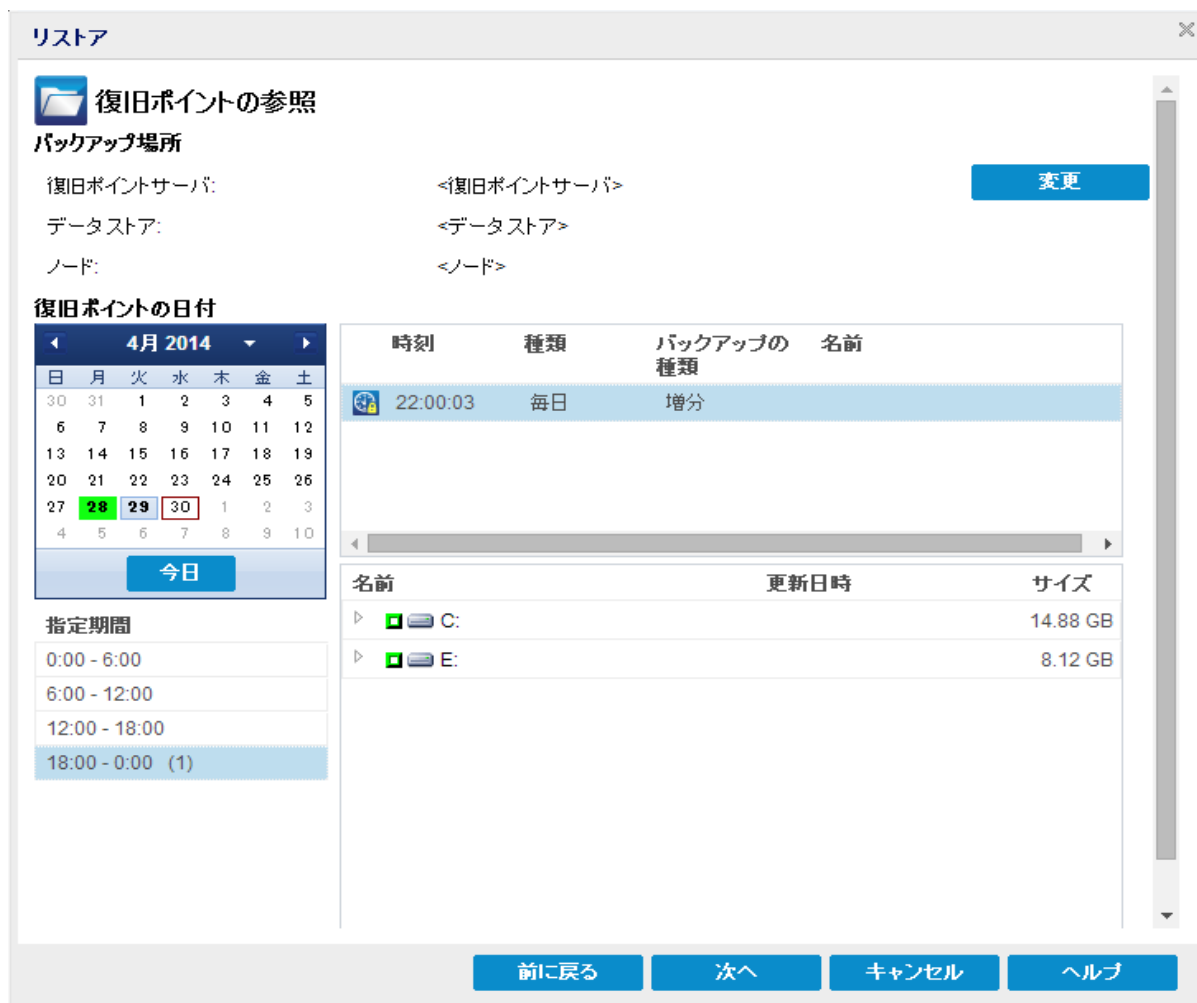 リストア
復旧ポイントの参照
バックアップ場所
復旧ポイントサーバ: <復旧ポイントサーバ> 変更
データストア: <データストア>
ノード: <ノード>
復旧ポイントの日付
4月 2014
日 月 火 水 木 金 土
30 31 1 2 3 4 5
6 7 8 9 10 11 12
13 14 15 16 17 18 19
20 21 22 23 24 25 26
27 28 29 30 1 2 3
4 5 6 7 8 9 10
今日
指定期間
0:00 - 6:00
6:00 - 12:00
12:00 - 18:00
18:00 - 0:00 (1)
時刻 種類 バックアップの 名前
種類
22:00:03 毎日 増分
名前 更新日時 サイズ
C: 14.88 GB
E: 8.12 GB
前に戻る 次へ キャンセル ヘルプ